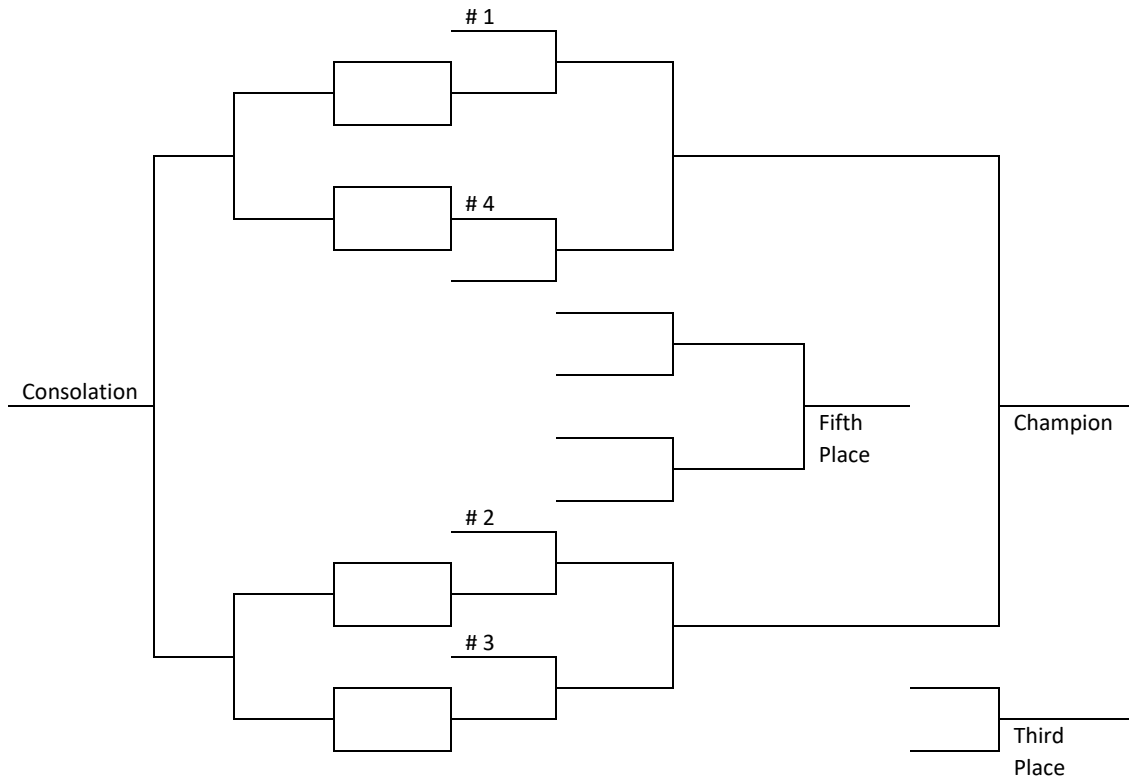 # 1
# 4
Consolation
Fifth
Place
Champion
# 2
# 3
Third
Place